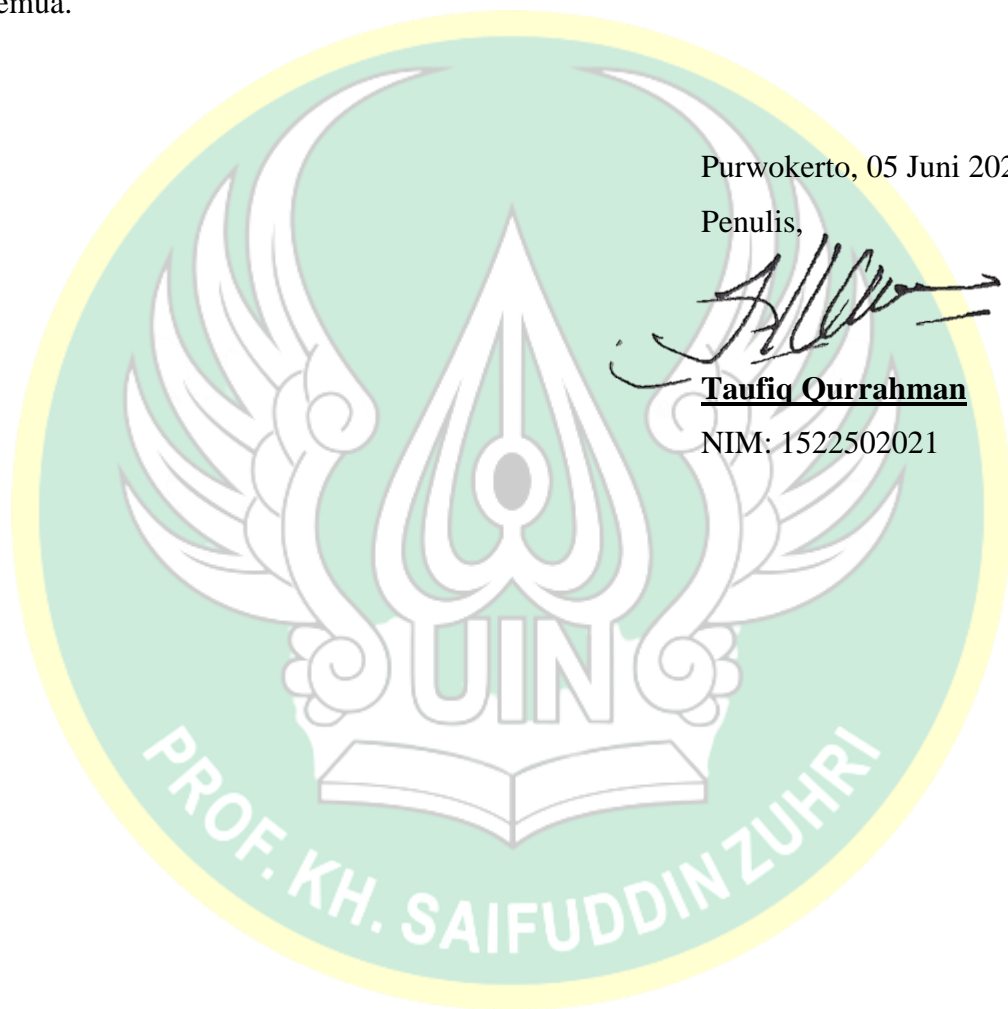 emua.
Purwokerto, 05 Juni 202
Penulis,
Taufiq Qurrahman
NIM: 1522502021
UIN
PROF. KH. SAIFUDDIN ZUHRI